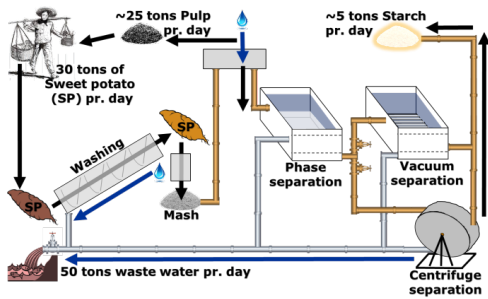 ~25 tons Pulp
pr. day
~5 tons Starch
pr. day
30 tons of
Sweet potato
(SP) pr. day
SP
Washing
SP
Mash
Phase
separation
Vacuum
separation
SP
50 tons waste water pr. day
Centrifuge
separation